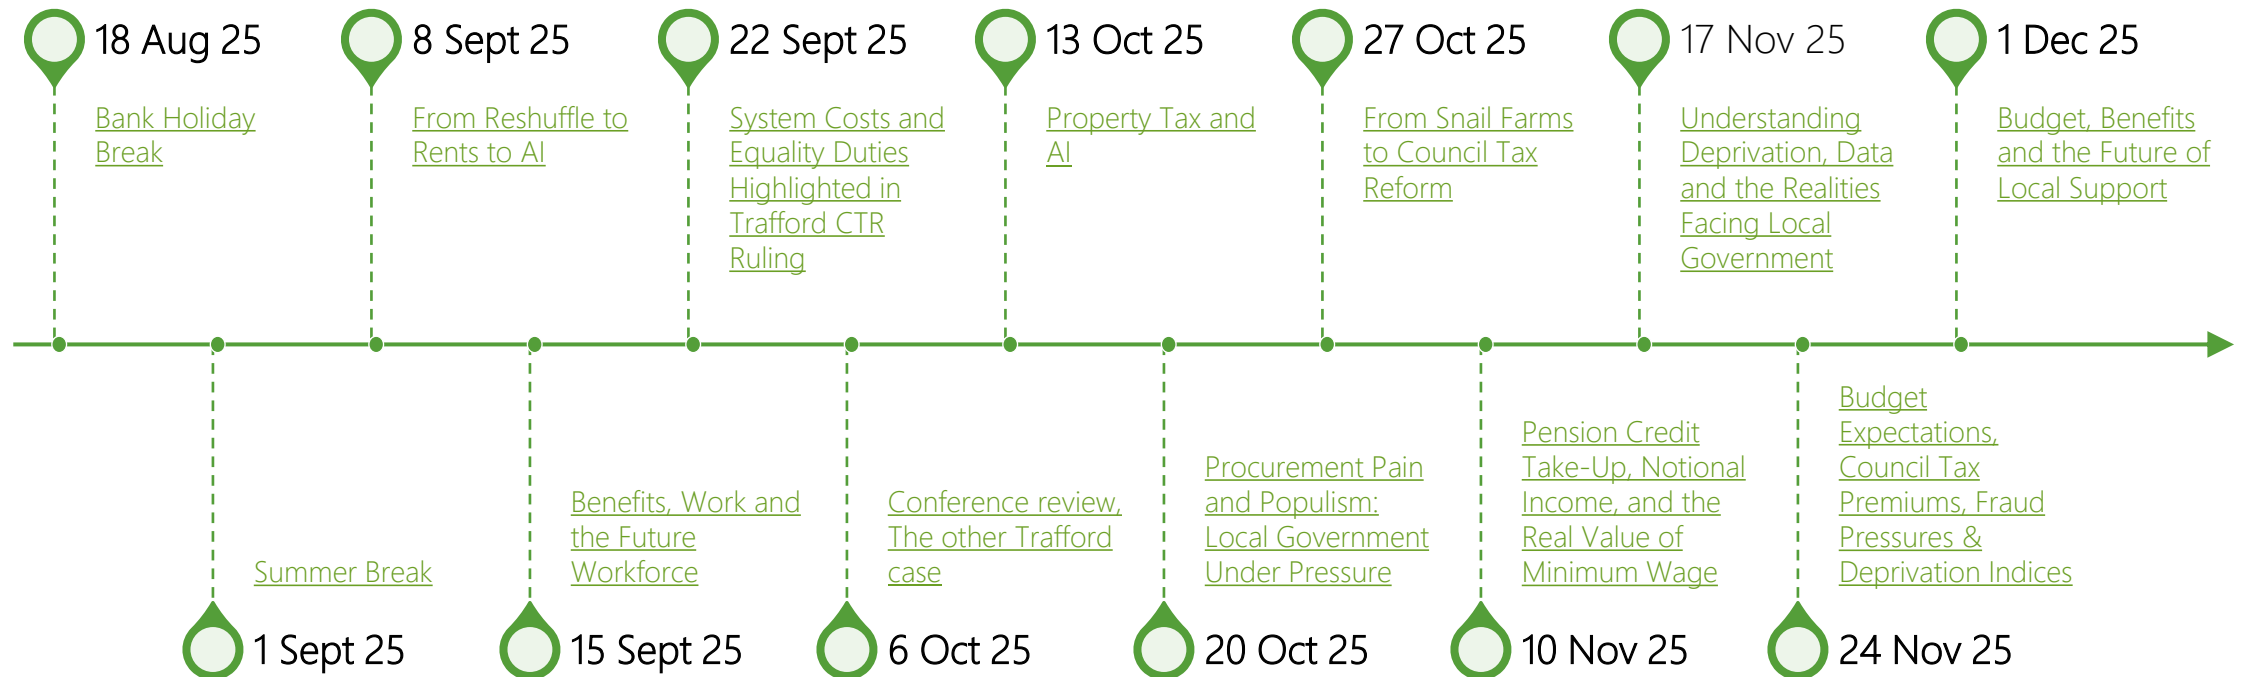 18 Aug 25
Bank Holiday
Break
8 Sept 25
From Reshuffle to
Rents to AI
22 Sept 25
System Costs and
Equality Duties
Highlighted in
Trafford CTR
Ruling
13 Oct 25
Property Tax and
AI
27 Oct 25
From Snail Farms
to Council Tax
Reform
17 Nov 25
Understanding
Deprivation, Data
and the Realities
Facing Local
Government
1 Dec 25
Budget, Benefits
and the Future of
Local Support
Summer Break
1 Sept 25
Benefits, Work and
the Future
Workforce
15 Sept 25
Conference review,
The other Trafford
case
6 Oct 25
Procurement Pain
and Populism:
Local Government
Under Pressure
20 Oct 25
Pension Credit
Take-Up, Notional
Income, and the
Real Value of
Minimum Wage
10 Nov 25
Budget
Expectations,
Council Tax
Premiums, Fraud
Pressures &
Deprivation Indices
24 Nov 25